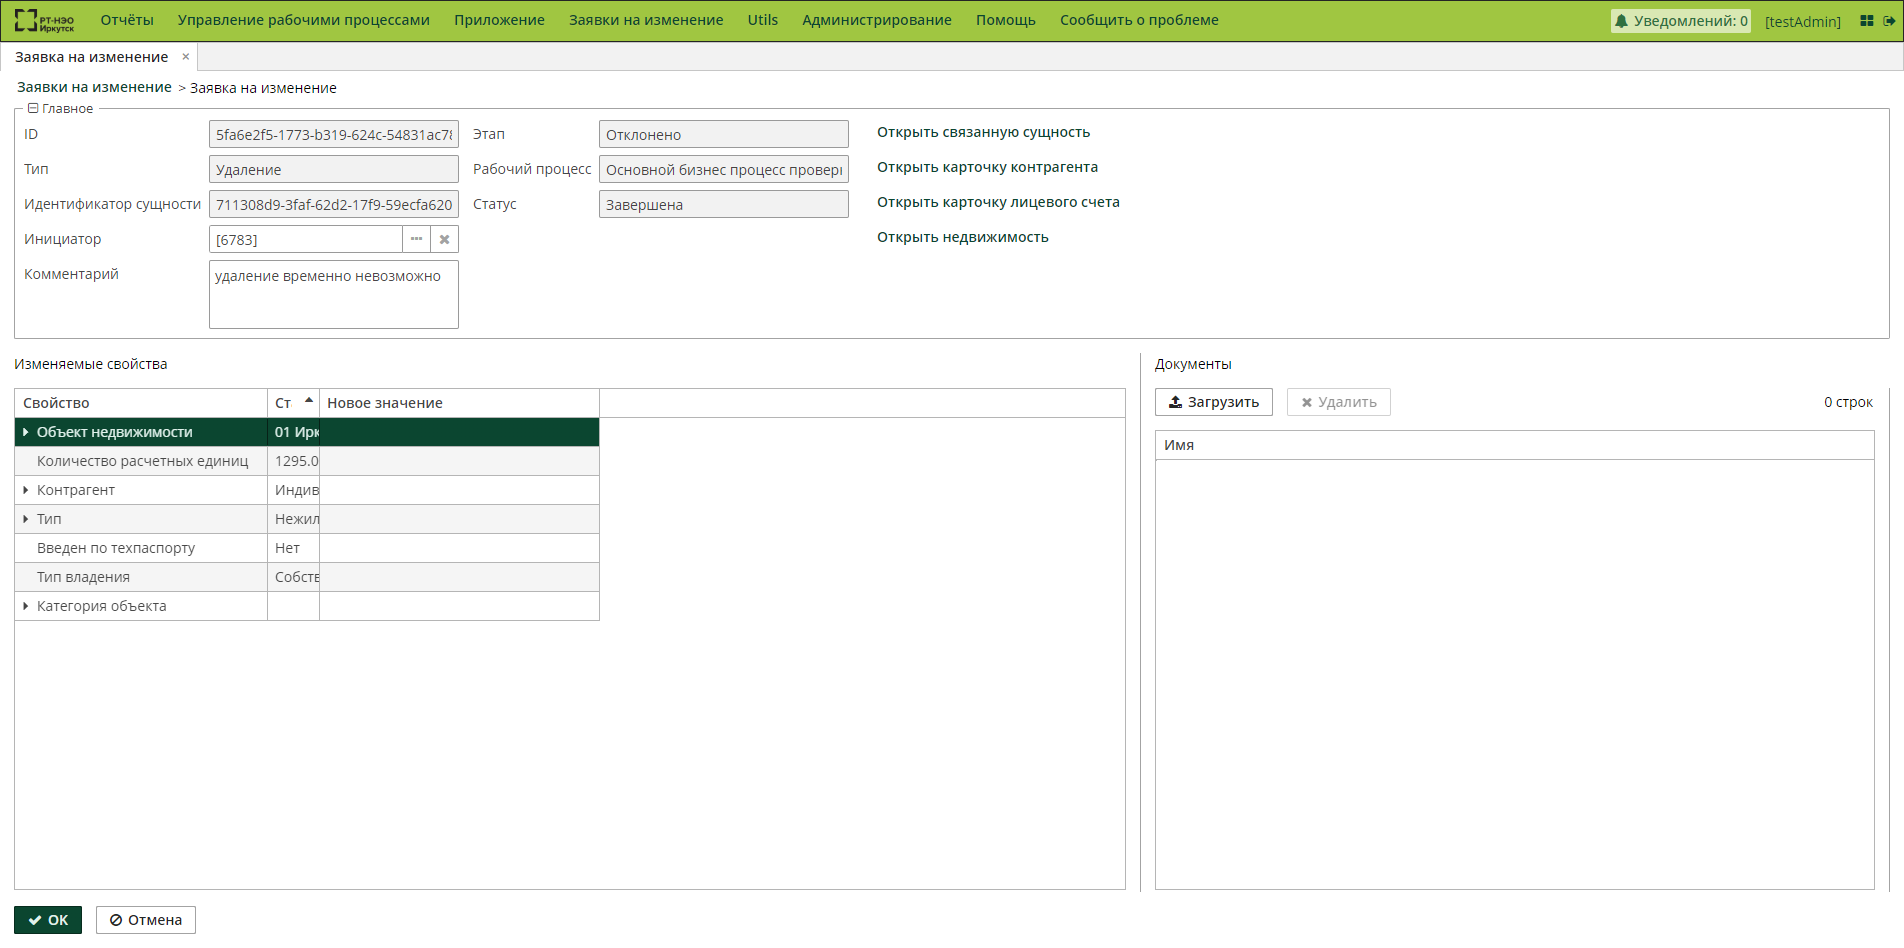 РТ-НЭО Иркутск
Отчёты Управление рабочими процессами Приложение Заявки на изменение Utils Администрирование Помощь Сообщить о проблеме Уведомлений: 0 [testAdmin]
Заявка на изменение ×
Заявки на изменение > Заявка на изменение
Главное
ID 5fa6e2f5-1773-b319-624c-54831ac78 Этап Отклонено Открыть связанную сущность
Тип Удаление Рабочий процесс Основной бизнес процесс провер Открыть карточку контрагента
Идентификатор сущности 711308d9-3faf-62d2-17f9-59ecfa620 Статус Завершена Открыть карточку лицевого счета
Инициатор [6783] Открыть недвижимость
Комментарий удаление временно невозможно
Изменяемые свойства Документы
Загрузить Удалить 0 строк
Свойство Ст Новое значение
Имя
Объект недвижимости 01 Ирк
Количество расчетных единиц 1295.0
Контрагент Индив
Тип Нежил
Введен по техпаспорту Нет
Тип владения Собств
Категория объекта
OK Отмена